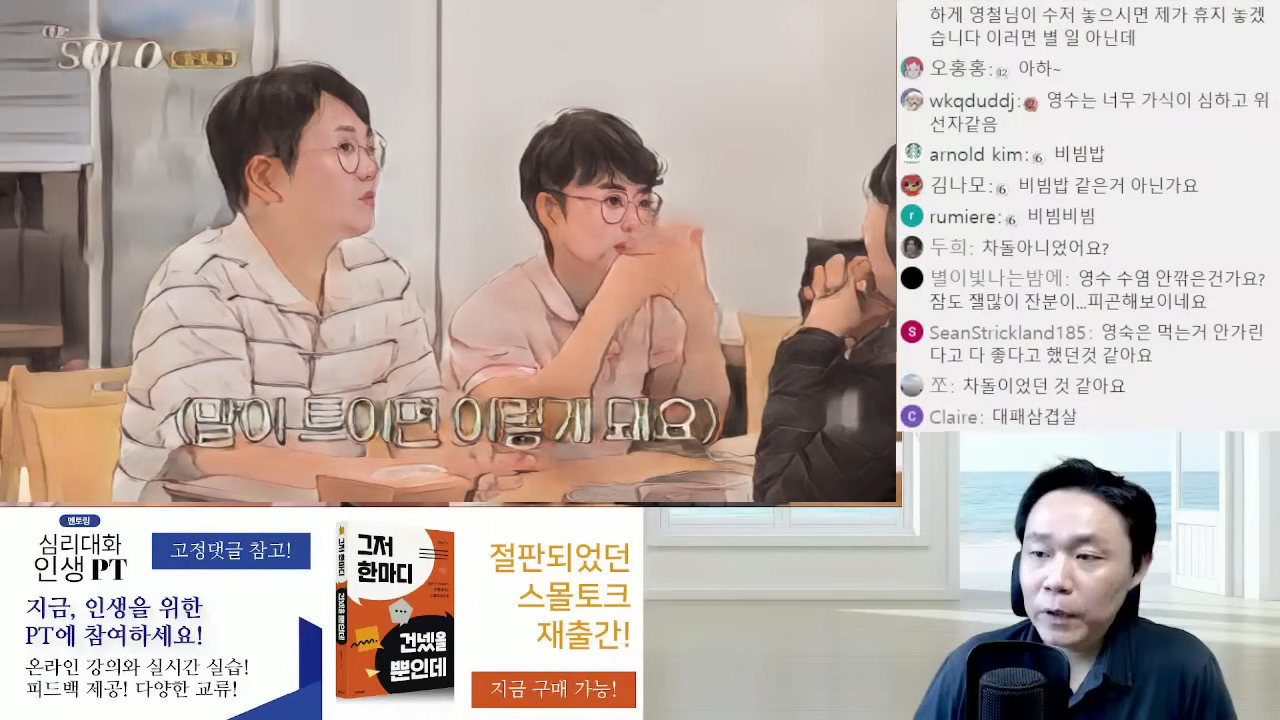 SOLO
(말이 트이면 이렇게 돼요)
하게 영철님이 수저 놓으시면 제가 휴지 놓겠
습니다 이러면 별 일 아닌데
오홍홍: 아하~
wkqduddj: 영수는 너무 가식이 심하고 위
선자같음
arnold kim: 6 비빔밥
김나모: 6 비빔밥 같은거 아닌가요
rumiere: 6 비빔비빔
두희: 차돌아니었어요?
별이빛나는밤에: 영수 수염 안깎은건가요?
잠도 잴많이 잔분이...피곤해보이네요
SeanStrickland185: 영숙은 먹는거 안가린
다고 다 좋다고 했던것 같아요
쪼: 차돌이었던 것 같아요
Claire: 대패삼겹살
멘토링
심리대화
인생 PT
고정댓글 참고!
지금, 인생을 위한
PT에 참여하세요!
온라인 강의와 실시간 실습!
피드백 제공! 다양한 교류!
그저
한마디
건넸을
뿐인데
절판되었던
스몰토크
재출간!
지금 구매 가능!